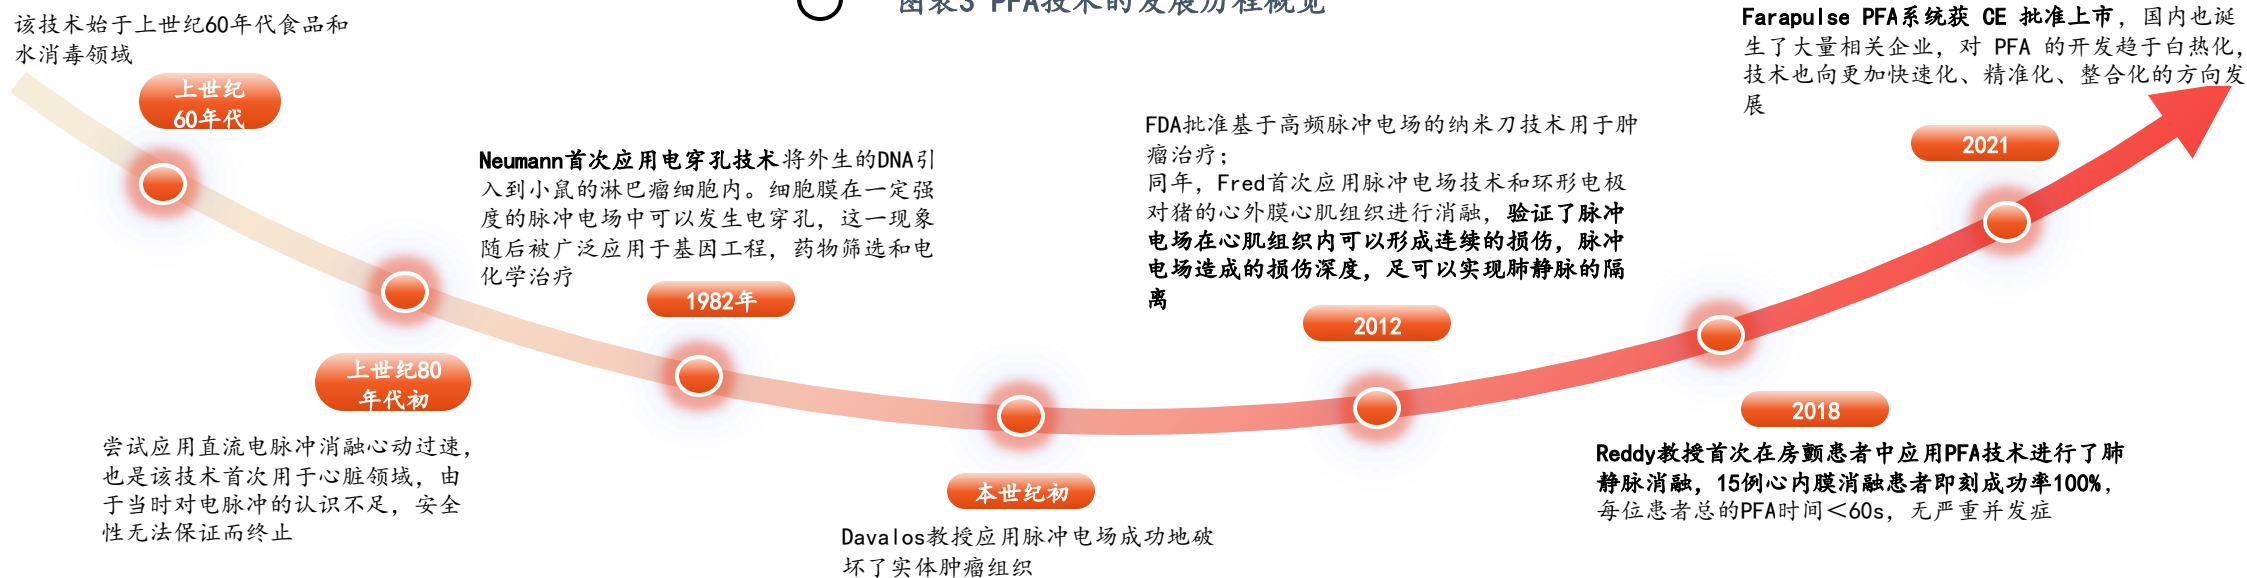 图表3 PFA技术的发展历程概览
该技术始于上世纪60年代食品和
水消毒领域
上世纪
60年代
上世纪80
年代初
尝试应用直流电脉冲消融心动过速，
也是该技术首次用于心脏领域，由
于当时对电脉冲的认识不足，安全
性无法保证而终止
Neumann首次应用电穿孔技术将外生的DNA引
入到小鼠的淋巴瘤细胞内。细胞膜在一定强
度的脉冲电场中可以发生电穿孔，这一现象
随后被广泛应用于基因工程，药物筛选和电
化学治疗
1982年
本世纪初
Davalos教授应用脉冲电场成功地破
坏了实体肿瘤组织
FDA批准基于高频脉冲电场的纳米刀技术用于肿
瘤治疗；
同年，Fred首次应用脉冲电场技术和环形电极
对猪的心外膜心肌组织进行消融，验证了脉冲
电场在心肌组织内可以形成连续的损伤，脉冲
电场造成的损伤深度，足可以实现肺静脉的隔
离
2012
2018
Reddy教授首次在房颤患者中应用PFA技术进行了肺
静脉消融，15例心内膜消融患者即刻成功率100%，
每位患者总的PFA时间＜60s，无严重并发症
Farapulse PFA系统获 CE 批准上市，国内也诞
生了大量相关企业，对 PFA 的开发趋于白热化，
技术也向更加快速化、精准化、整合化的方向发
展
2021